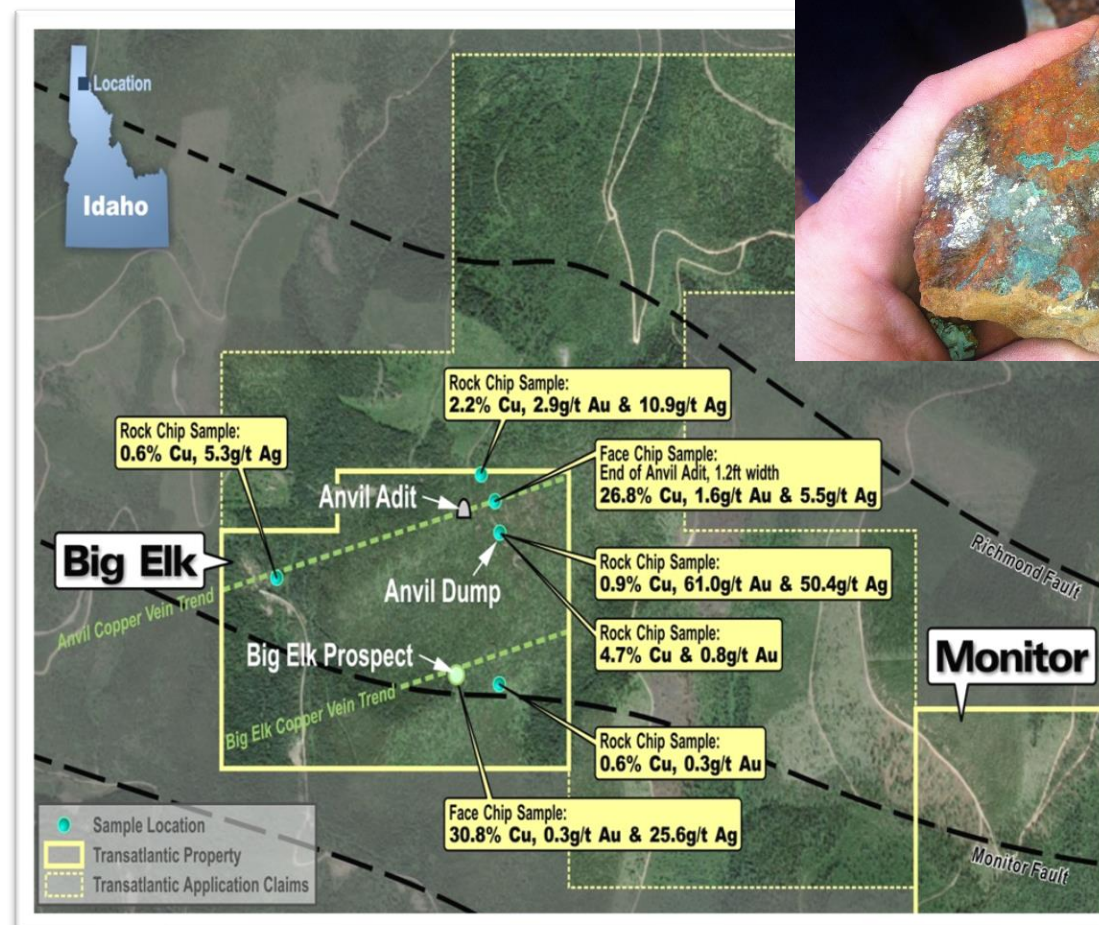 Location
Idaho
Rock Chip Sample:
2.2% Cu, 2.9g/t Au & 10.9g/t Ag
Rock Chip Sample:
0.6% Cu, 5.3g/t Ag
Face Chip Sample:
End of Anvil Adit, 1.2ft width
26.8% Cu, 1.6g/t Au & 5.5g/t Ag
Anvil Adit
Big Elk
Anvil Dump
Rock Chip Sample:
0.9% Cu, 61.0g/t Au & 50.4g/t Ag
Richmond Fault
Anvil Copper Vein Trend
Rock Chip Sample:
4.7% Cu & 0.8g/t Au
Big Elk Prospect
Monitor
Big Elk Copper Vein Trend
Rock Chip Sample:
0.6% Cu, 0.3g/t Au
Face Chip Sample:
30.8% Cu, 0.3g/t Au & 25.6g/t Ag
Monitor Fault
Sample Location
Transatlantic Property
Transatlantic Application Claims